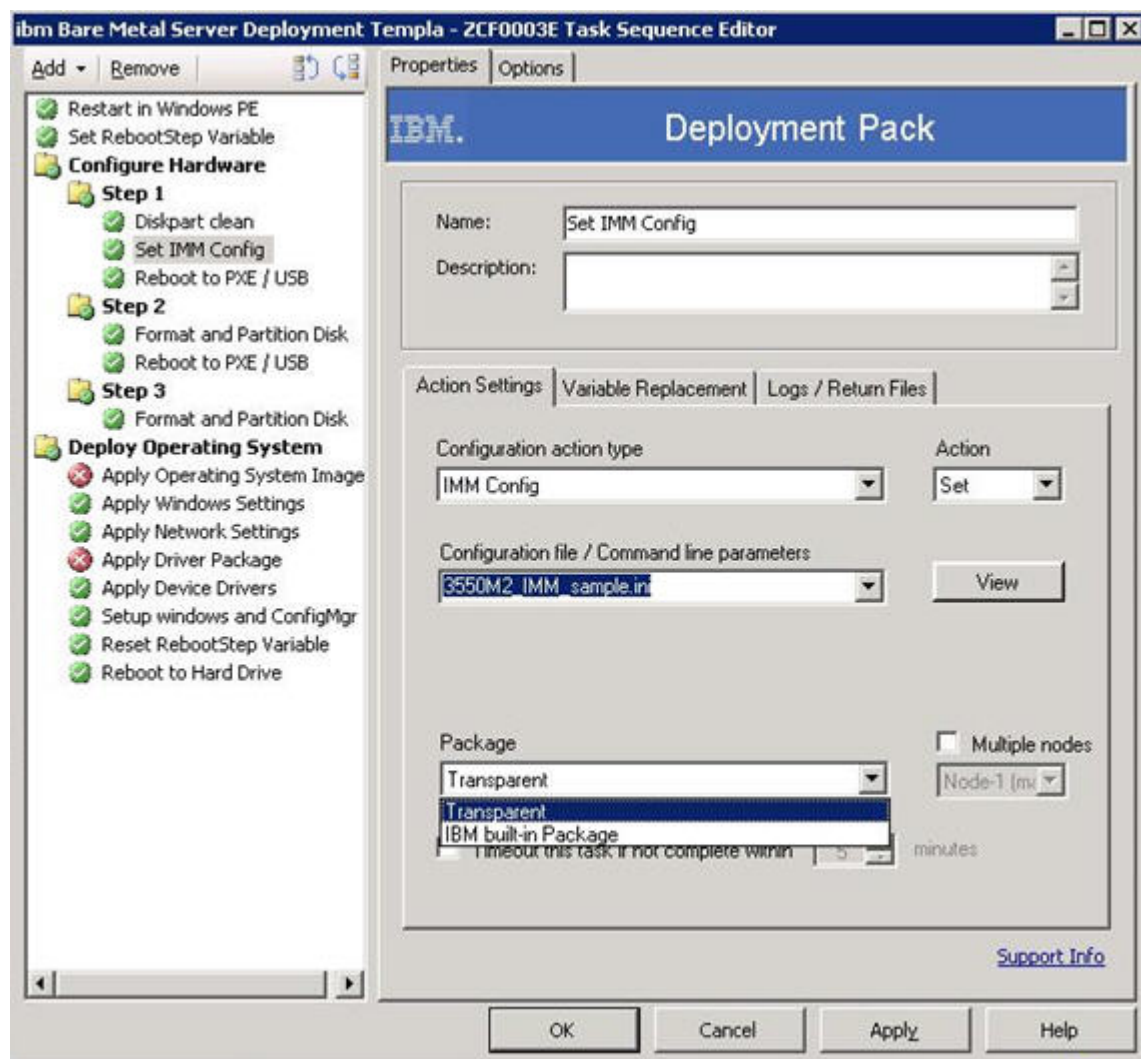 ibm Bare Metal Server Deployment Templa - ZCF0003E Task Sequence Editor
Add
Remove
Restart in Windows PE
Set RebootStep Variable
Configure Hardware
Step 1
Diskpart clean
Set IMM Config
Reboot to PXE / USB
Step 2
Format and Partition Disk
Reboot to PXE / USB
Step 3
Format and Partition Disk
Deploy Operating System
Apply Operating System Image
Apply Windows Settings
Apply Network Settings
Apply Driver Package
Apply Device Drivers
Setup windows and ConfigMgr
Reset RebootStep Variable
Reboot to Hard Drive
Properties
Options
IBM. Deployment Pack
Name: Set IMM Config
Description:
Action Settings
Variable Replacement
Logs / Return Files
Configuration action type
Action
IMM Config
Set
Configuration file / Command line parameters
3550M2_IMM_sample.ini
View
Package
Multiple nodes
Transparent
Node-1 (ma
Transparent
IBM built-in Package
Timeout this task if not complete within 5 minutes
Support Info
OK
Cancel
Apply
Help